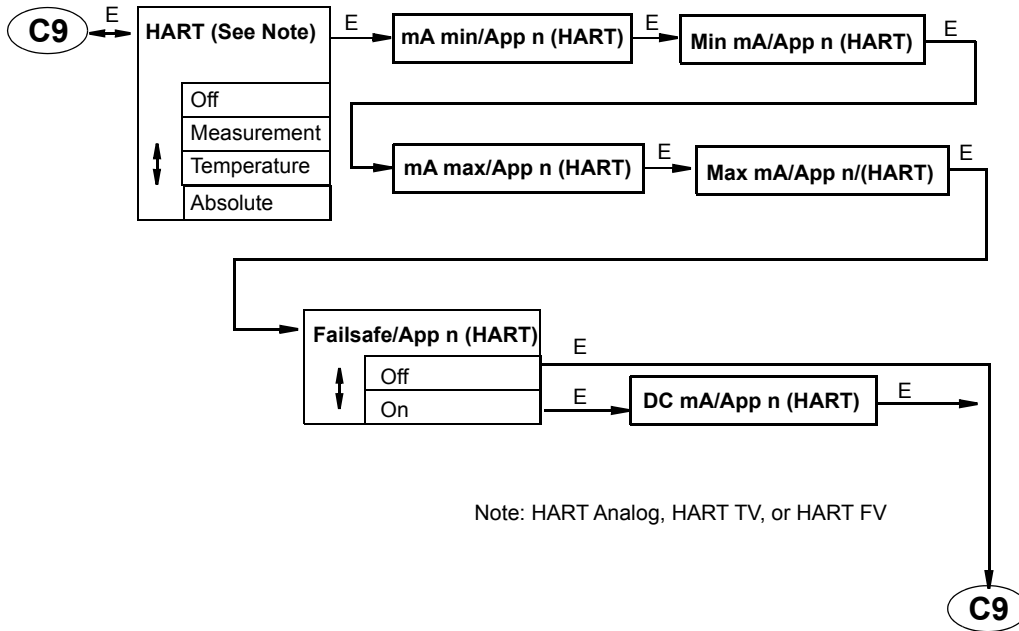 C9
E
HART (See Note)
E
mA min/App n (HART)
E
Min mA/App n (HART)
E
Off
Measurement
Temperature
Absolute
mA max/App n (HART)
E
Max mA/App n/(HART)
E
Failsafe/App n (HART)
Off
E
On
E
DC mA/App n (HART)
E
Note: HART Analog, HART TV, or HART FV
C9